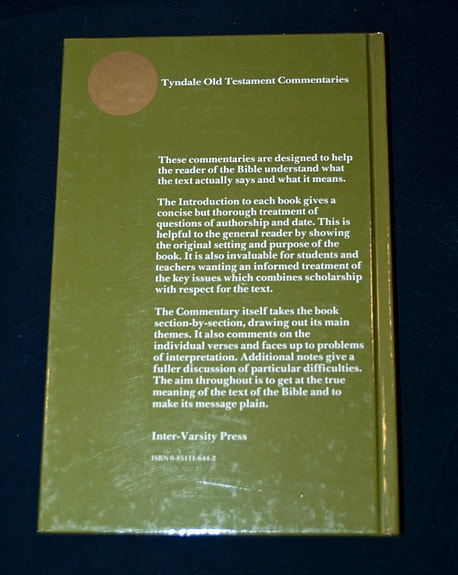 Tyndale Old Testament Commentaries
These commentaries are designed to help
the reader of the Bible understand what
the text actually says and what it means.
The Introduction to each book gives a
concise but thorough treatment of
questions of authorship and date. This is
helpful to the general reader by showing
the original setting and purpose of the
book. It is also invaluable for students and
teachers wanting an informed treatment of
the key issues which combines scholarship
with respect for the text.
The Commentary itself takes the book
section-by-section, drawing out its main
themes. It also comments on the
individual verses and faces up to problems
of interpretation. Additional notes give a
fuller discussion of particular difficulties.
The aim throughout is to get at the true
meaning of the text of the Bible and to
make its message plain.
Inter-Varsity Press
ISBN 0-85111-644-2